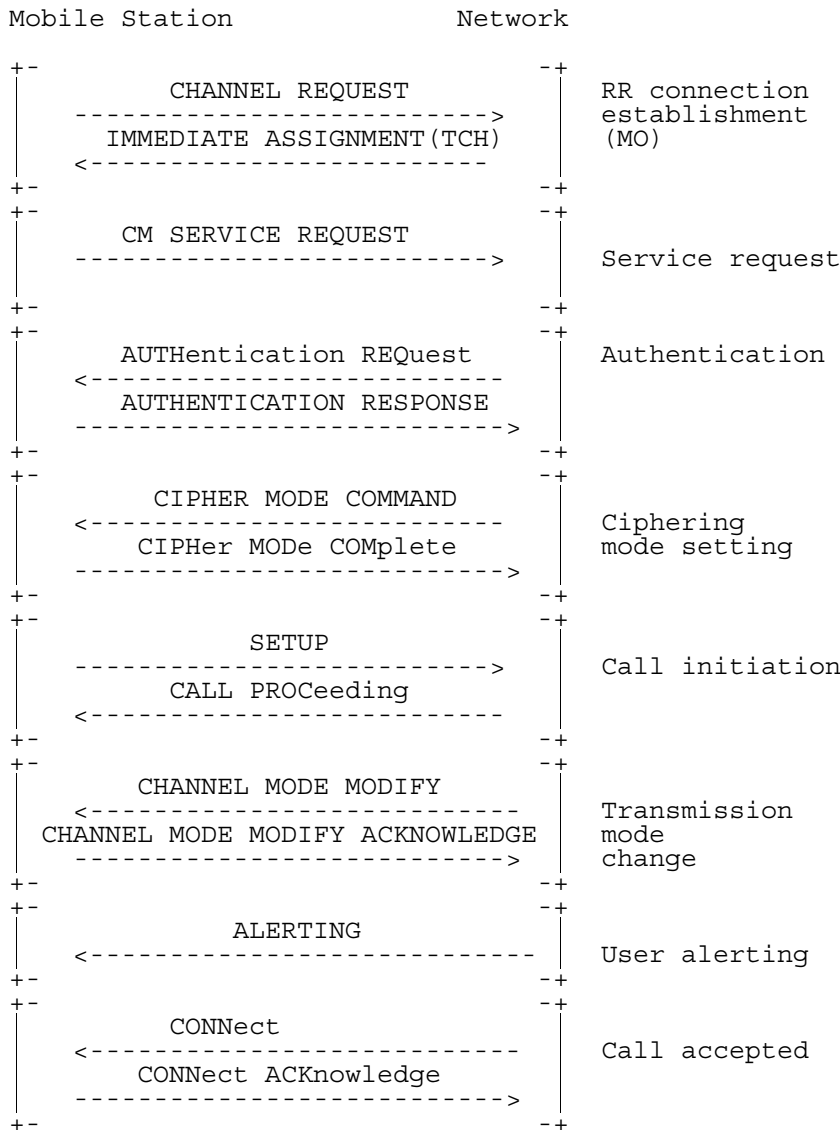 Mobile Station Network
CHANNEL REQUEST
RR connection
establishment
IMMEDIATE ASSIGNMENT(TCH)
(MO)
CM SERVICE REQUEST
Service request
AUTHentication REQuest
Authentication
AUTHENTICATION RESPONSE
CIPHER MODE COMMAND
Ciphering
CIPHer MODe COMplete
mode setting
SETUP
Call initiation
CALL PROCeeding
CHANNEL MODE MODIFY
Transmission
CHANNEL MODE MODIFY ACKNOWLEDGE
mode
change
ALERTING
User alerting
CONNect
Call accepted
CONNect ACKnowledge